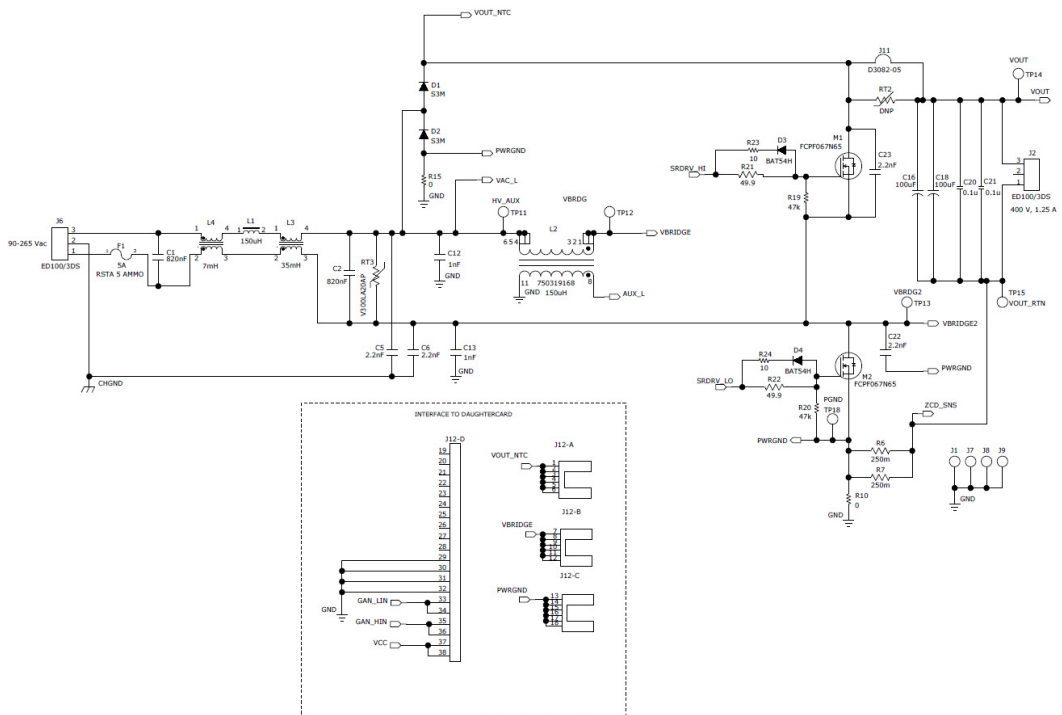 VOUT_NTC
J11
D3082-05
VOUT
TP14
D1
S3M
RT2
DNP
VOUT
D2
S3M
R23
10
D3
BAT54H
M1
FCPF067N65
C23
2.2nF
J2
3
2
1
ED100/3DS
400 V, 1.25 A
PWRGND
SRDRV_HI
R21
49.9
R15
0
GND
VAC_L
R19
47k
C16
100uF
C18
100uF
C20
0.1u
C21
0.1u
HV_AUX
TP11
VBRDG
TP12
J6
3
2
1
90-265 Vac
ED100/3DS
F1
5A
RSTA 5 AMMO
1
2
C1
820nF
L4
1
4
2
3
7mH
L1
1
2
150uH
L3
1
4
2
3
35mH
L2
6 5 4
3 2 1
VBRIDGE
C2
820nF
RT3
V300LA20AP
C12
1nF
GND
11
8
GND
750319168
150uH
AUX_L
VBRDG2
TP13
TP15
VOUT_RTN
VBRIDGE2
C5
2.2nF
C6
2.2nF
C13
1nF
GND
CHGND
R24
10
D4
BAT54H
M2
FCPF067N65
C22
2.2nF
PWRGND
SRDRV_LO
R22
49.9
R20
47k
PGND
TP18
ZCD_SNS
PWRGND
R6
250m
R7
250m
R10
0
GND
J1
J7
J8
J9
GND
INTERFACE TO DAUGHTERCARD
J12-D
19
20
21
22
23
24
25
26
27
28
29
30
31
32
33
34
35
36
37
38
GND
GAN_LIN
GAN_HIN
VCC
J12-A
VOUT_NTC
1
2
3
4
5
6
J12-B
VBRIDGE
7
8
9
10
11
12
J12-C
PWRGND
13
14
15
16
17
18